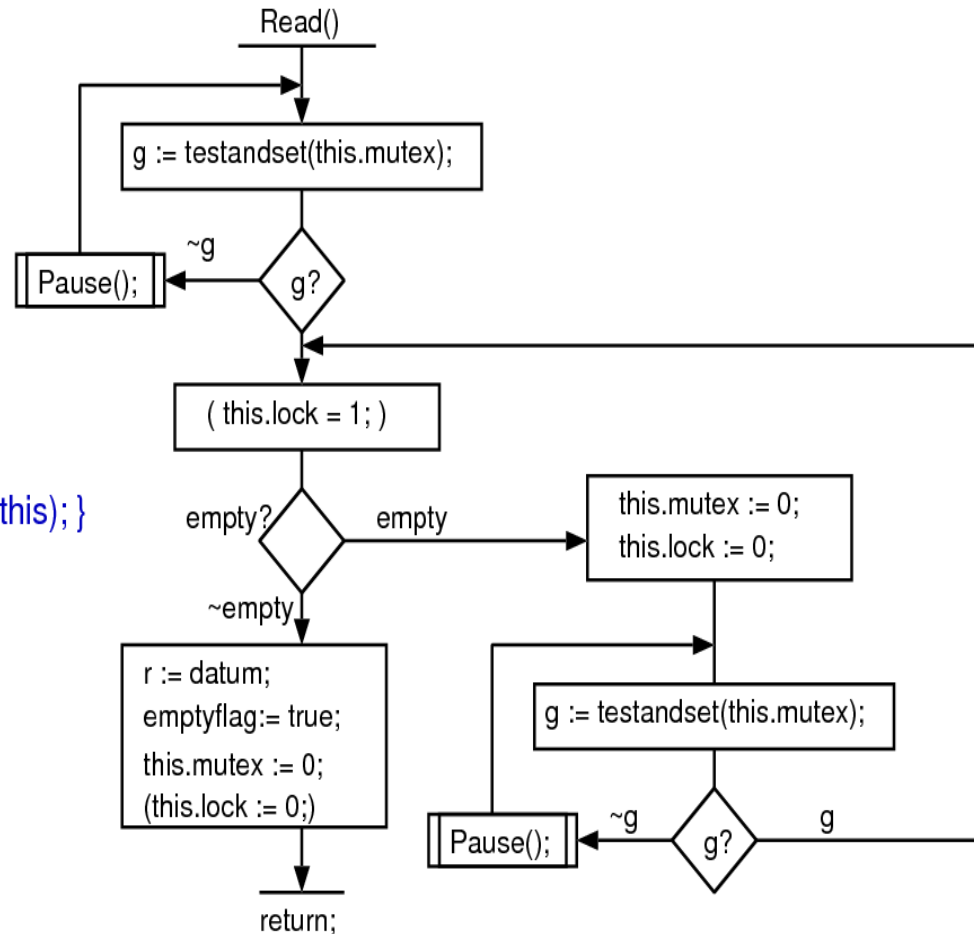 Read()
g := testandset(this.mutex);
~g
g?
Pause();
( this.lock = 1; )
this); }
empty?
empty
this.mutex := 0;
this.lock := 0;
~empty
r := datum;
emptyflag:= true;
this.mutex := 0;
(this.lock := 0;)
g := testandset(this.mutex);
~g
g
Pause();
g?
return;